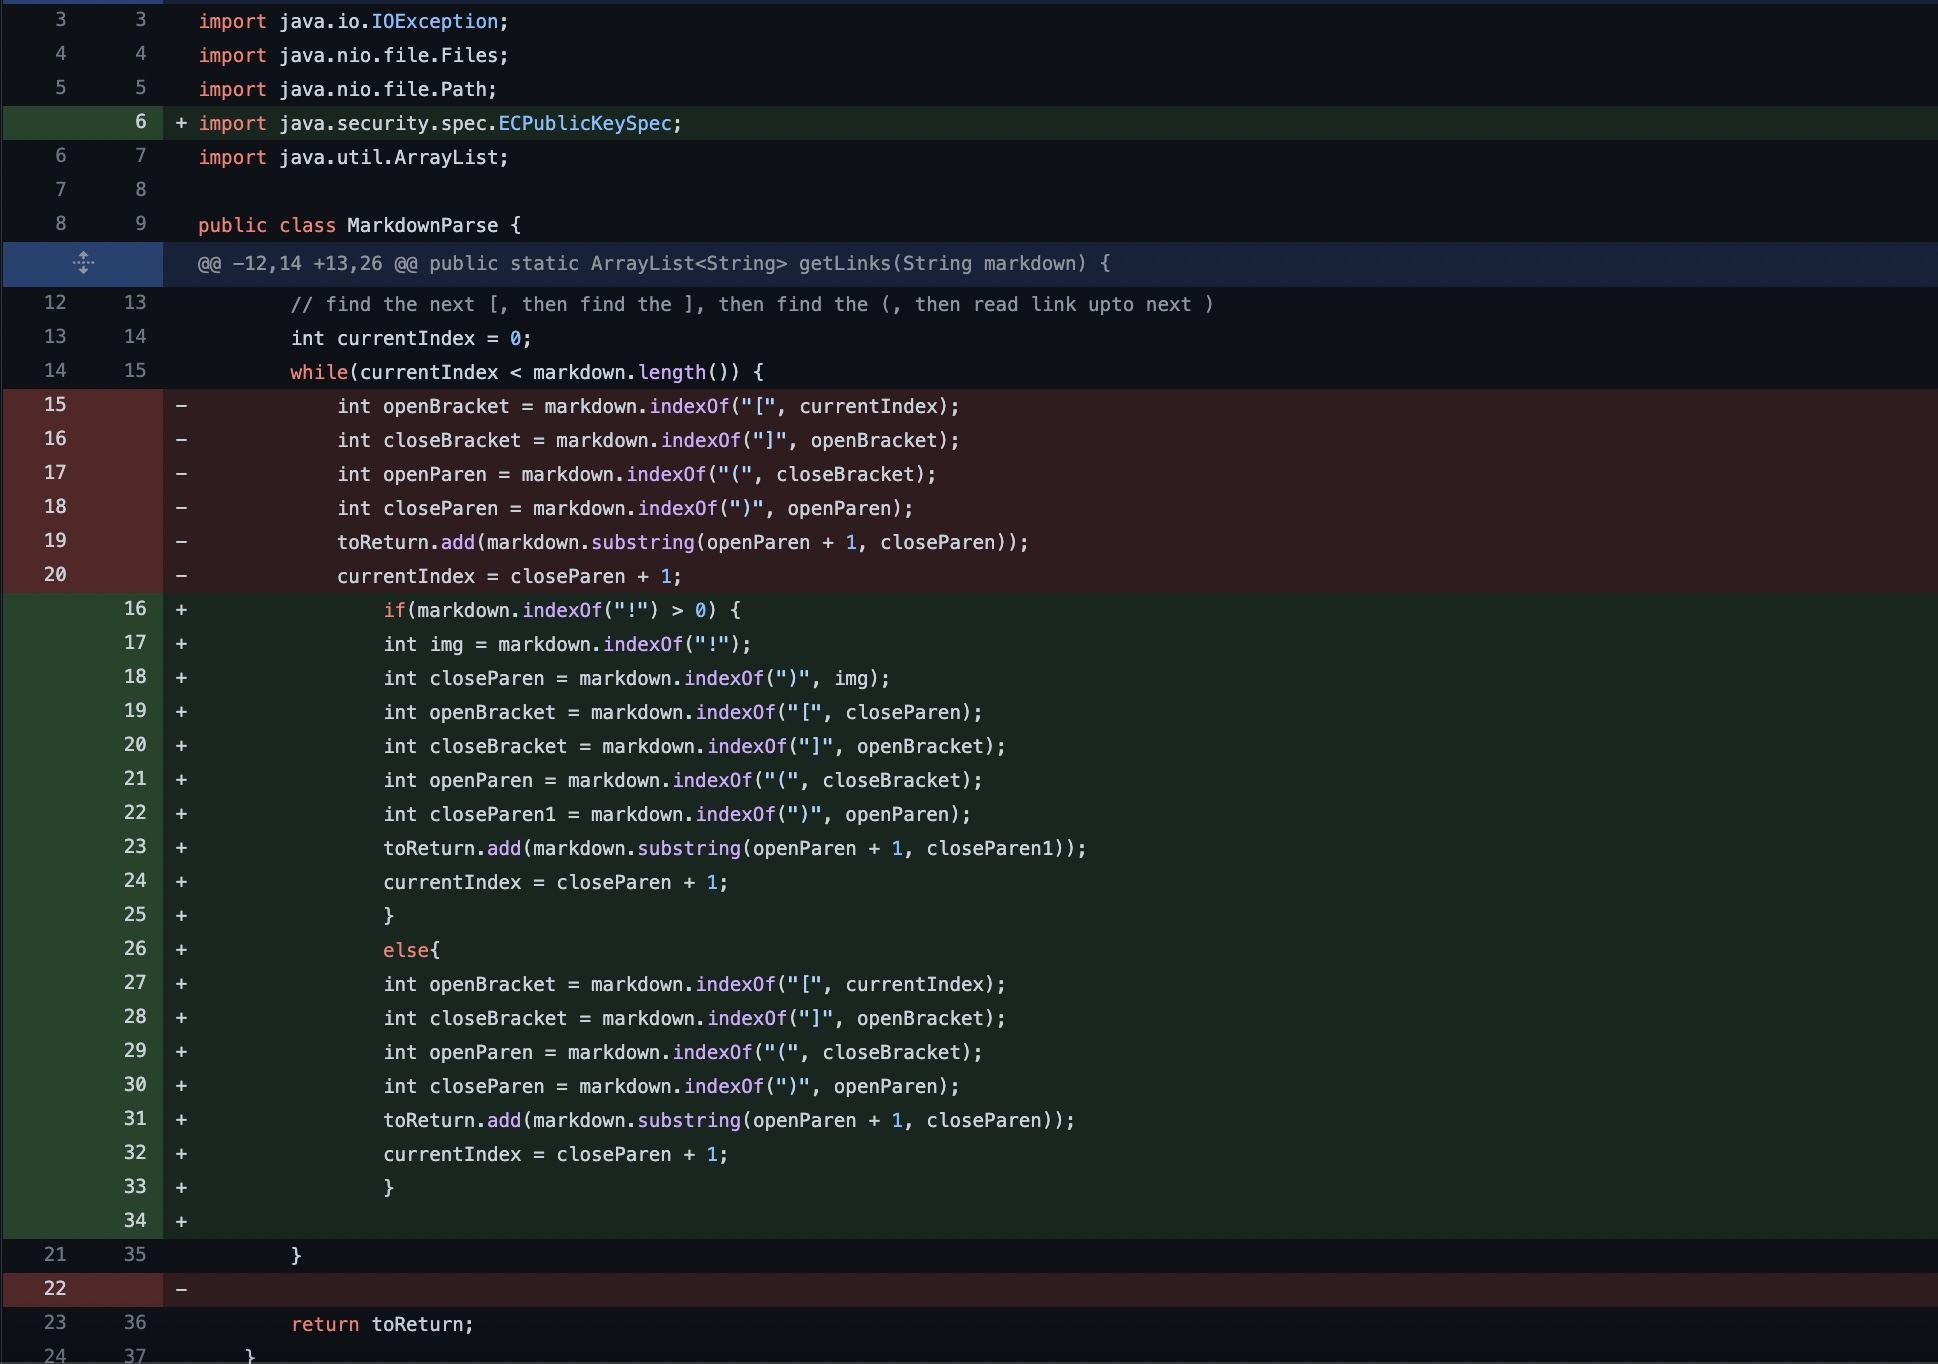 3 3 import java.io.IOException;
4 4 import java.nio.file.Files;
5 5 import java.nio.file.Path;
6 + import java.security.spec.ECPublicKeySpec;
6 7 import java.util.ArrayList;
7 8
8 9 public class MarkdownParse {
@@ -12,14 +13,26 @@ public static ArrayList<String> getLinks(String markdown) {
12 13 // find the next [, then find the ], then find the (, then read link upto next )
13 14 int currentIndex = 0;
14 15 while(currentIndex < markdown.length()) {
15 - int openBracket = markdown.indexOf("[", currentIndex);
16 - int closeBracket = markdown.indexOf("]", openBracket);
17 - int openParen = markdown.indexOf("(", closeBracket);
18 - int closeParen = markdown.indexOf(")", openParen);
19 - toReturn.add(markdown.substring(openParen + 1, closeParen));
20 - currentIndex = closeParen + 1;
16 + if(markdown.indexOf("!") > 0) {
17 + int img = markdown.indexOf("!");
18 + int closeParen = markdown.indexOf(")", img);
19 + int openBracket = markdown.indexOf("[", closeParen);
20 + int closeBracket = markdown.indexOf("]", openBracket);
21 + int openParen = markdown.indexOf("(", closeBracket);
22 + int closeParen1 = markdown.indexOf(")", openParen);
23 + toReturn.add(markdown.substring(openParen + 1, closeParen1));
24 + currentIndex = closeParen + 1;
25 + }
26 + else{
27 + int openBracket = markdown.indexOf("[", currentIndex);
28 + int closeBracket = markdown.indexOf("]", openBracket);
29 + int openParen = markdown.indexOf("(", closeBracket);
30 + int closeParen = markdown.indexOf(")", openParen);
31 + toReturn.add(markdown.substring(openParen + 1, closeParen));
32 + currentIndex = closeParen + 1;
33 + }
34 +
21 35 }
22 -
23 36 return toReturn;
24 37 }